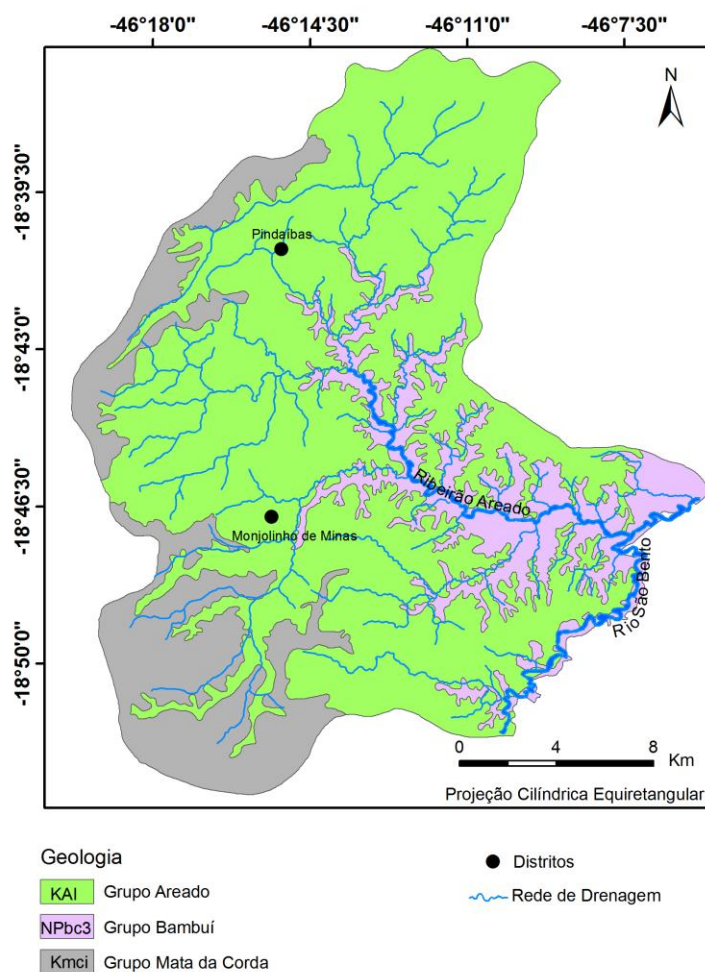 -46°18'0" -46°14'30" -46°11'0" -46°7'30"
N
-18°39'30"
Pindaíbas
-18°43'0"
Ribeirão Areado
-18°46'30"
Monjolinho de Minas
Rio São Bento
-18°50'0"
0 4 8
Km
Projeção Cilíndrica Equiretangular
Geologia
KAI Grupo Areado
NPbc3 Grupo Bambuí
Kmci Grupo Mata da Corda
Distritos
Rede de Drenagem